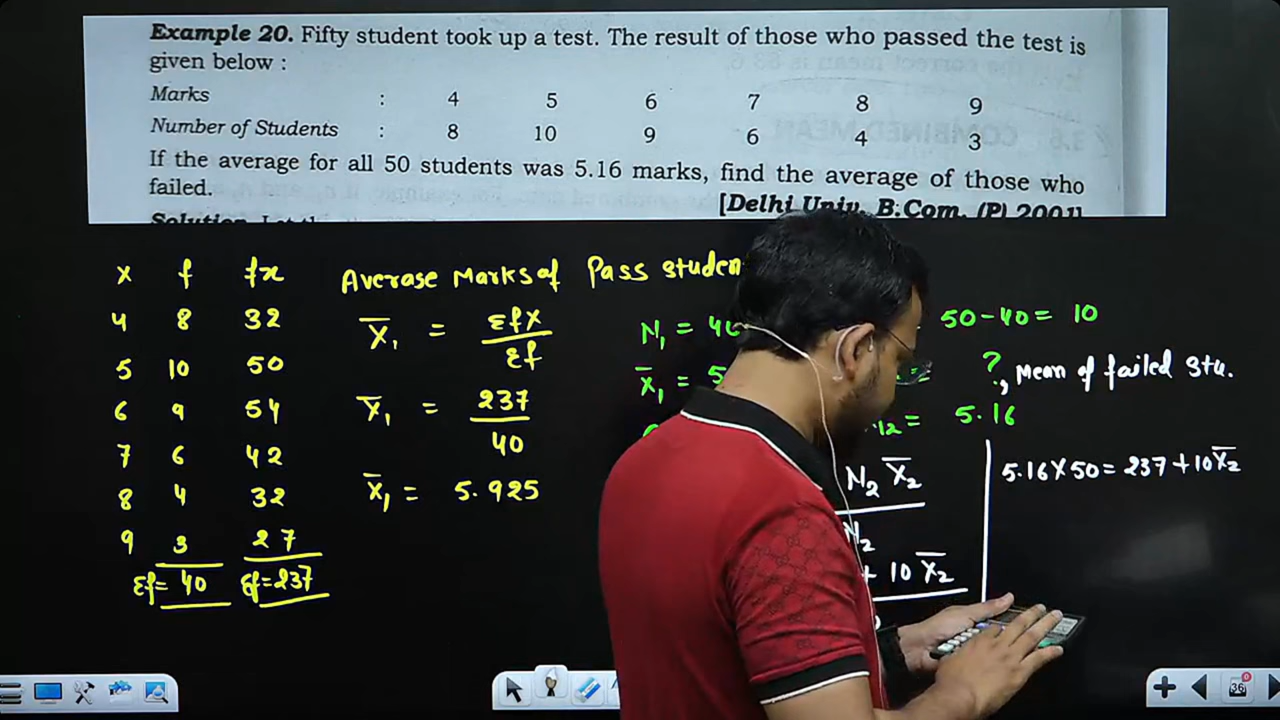 Example 20. Fifty student took up a test. The result of those who passed the test is
given below :
Marks : 4 5 6 7 8 9
Number of Students : 8 10 9 6 4 3
If the average for all 50 students was 5.16 marks, find the average of those who
failed.
[Delhi Univ. B.Com. (P) 2001]
x f fx
4 8 32
5 10 50
6 9 54
7 6 42
8 4 32
9 3 27
Σf= 40 Σf=237
Average Marks of Pass studen
X̄₁ = ΣfX / Σf
X̄₁ = 237 / 40
X̄₁ = 5.925
N₁ =
X̄₁ = 5
50-40= 10
= ?, Mean of failed Stu.
12 = 5.16
N₂ X̄₂
N₂
+ 10 X̄₂
5.16×50= 237+10X̄₂
36